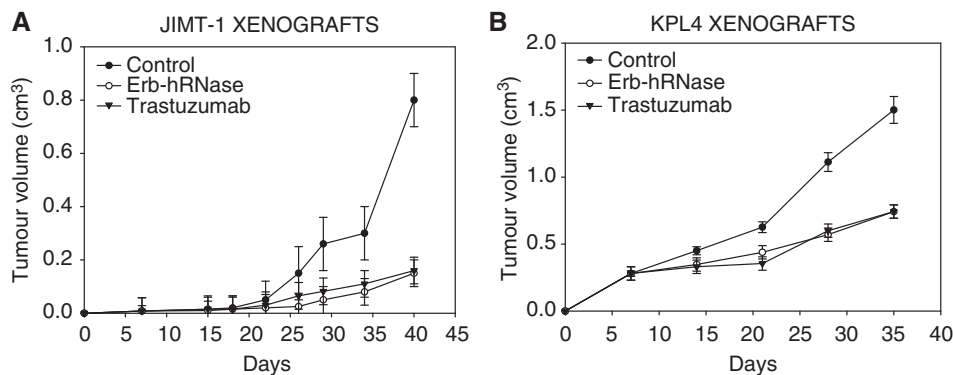 A JIMT-1 XENOGRAFTS
1.0
0.8
0.6
0.4
0.2
0.0
Tumour volume (cm³)
Control
Erb-hRNase
Trastuzumab
0 5 10 15 20 25 30 35 40 45
Days
B KPL4 XENOGRAFTS
2.0
1.5
1.0
0.5
0.0
Tumour volume (cm³)
Control
Erb-hRNase
Trastuzumab
0 5 10 15 20 25 30 35 40
Days